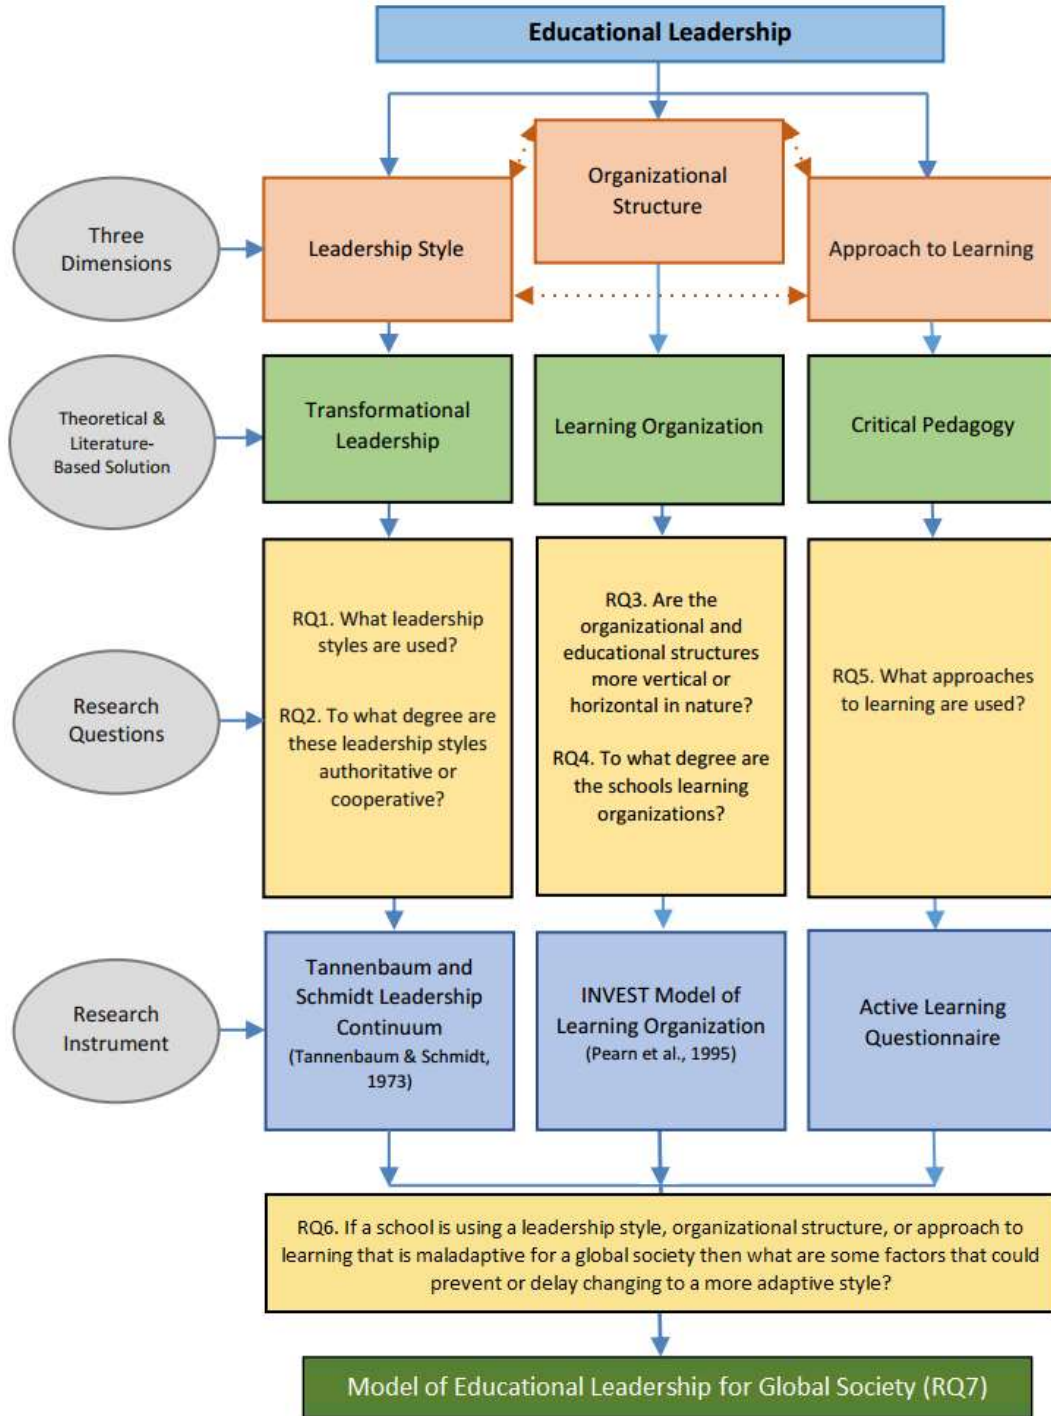 Educational Leadership
Organizational
Structure
Three
Dimensions
Leadership Style
Approach to Learning
Theoretical &
Literature-
Based Solution
Transformational
Leadership
Learning Organization
Critical Pedagogy
Research
Questions
RQ1. What leadership
styles are used?
RQ2. To what degree are
these leadership styles
authoritative or
cooperative?
RQ3. Are the
organizational and
educational structures
more vertical or
horizontal in nature?
RQ4. To what degree are
the schools learning
organizations?
RQ5. What approaches
to learning are used?
Research
Instrument
Tannenbaum and
Schmidt Leadership
Continuum
(Tannenbaum & Schmidt,
1973)
INVEST Model of
Learning Organization
(Pearn et al., 1995)
Active Learning
Questionnaire
RQ6. If a school is using a leadership style, organizational structure, or approach to
learning that is maladaptive for a global society then what are some factors that could
prevent or delay changing to a more adaptive style?
Model of Educational Leadership for Global Society (RQ7)